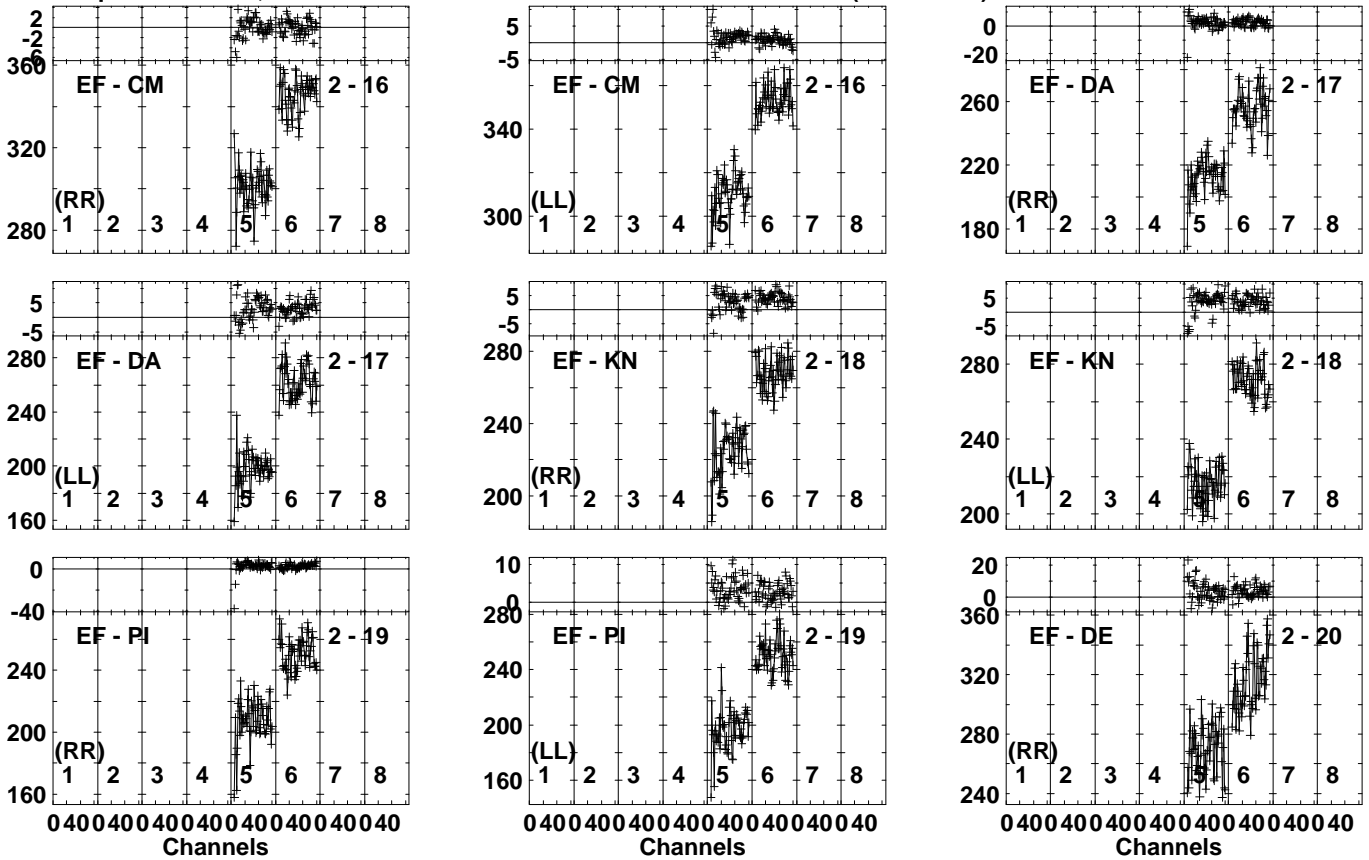 2
-2
6
360
320
280
EF - CM 2 - 16
(RR)
1 2 3 4 5 6 7 8
5
-5
340
300
EF - CM 2 - 16
(LL)
1 2 3 4 5 6 7 8
0
-20
260
220
180
EF - DA 2 - 17
(RR)
1 2 3 4 5 6 7 8
5
-5
280
240
200
160
EF - DA 2 - 17
(LL)
1 2 3 4 5 6 7 8
5
-5
280
240
200
EF - KN 2 - 18
(RR)
1 2 3 4 5 6 7 8
5
-5
280
240
200
EF - KN 2 - 18
(LL)
1 2 3 4 5 6 7 8
0
-40
240
200
160
EF - PI 2 - 19
(RR)
1 2 3 4 5 6 7 8
0 40 0 40 0 40 0 40 0 40 0 40 0 40 0 40
Channels
10
0
280
240
200
160
EF - PI 2 - 19
(LL)
1 2 3 4 5 6 7 8
0 40 0 40 0 40 0 40 0 40 0 40 0 40 0 40
Channels
20
0
360
320
280
240
EF - DE 2 - 20
(RR)
1 2 3 4 5 6 7 8
0 40 0 40 0 40 0 40 0 40 0 40 0 40 0 40
Channels